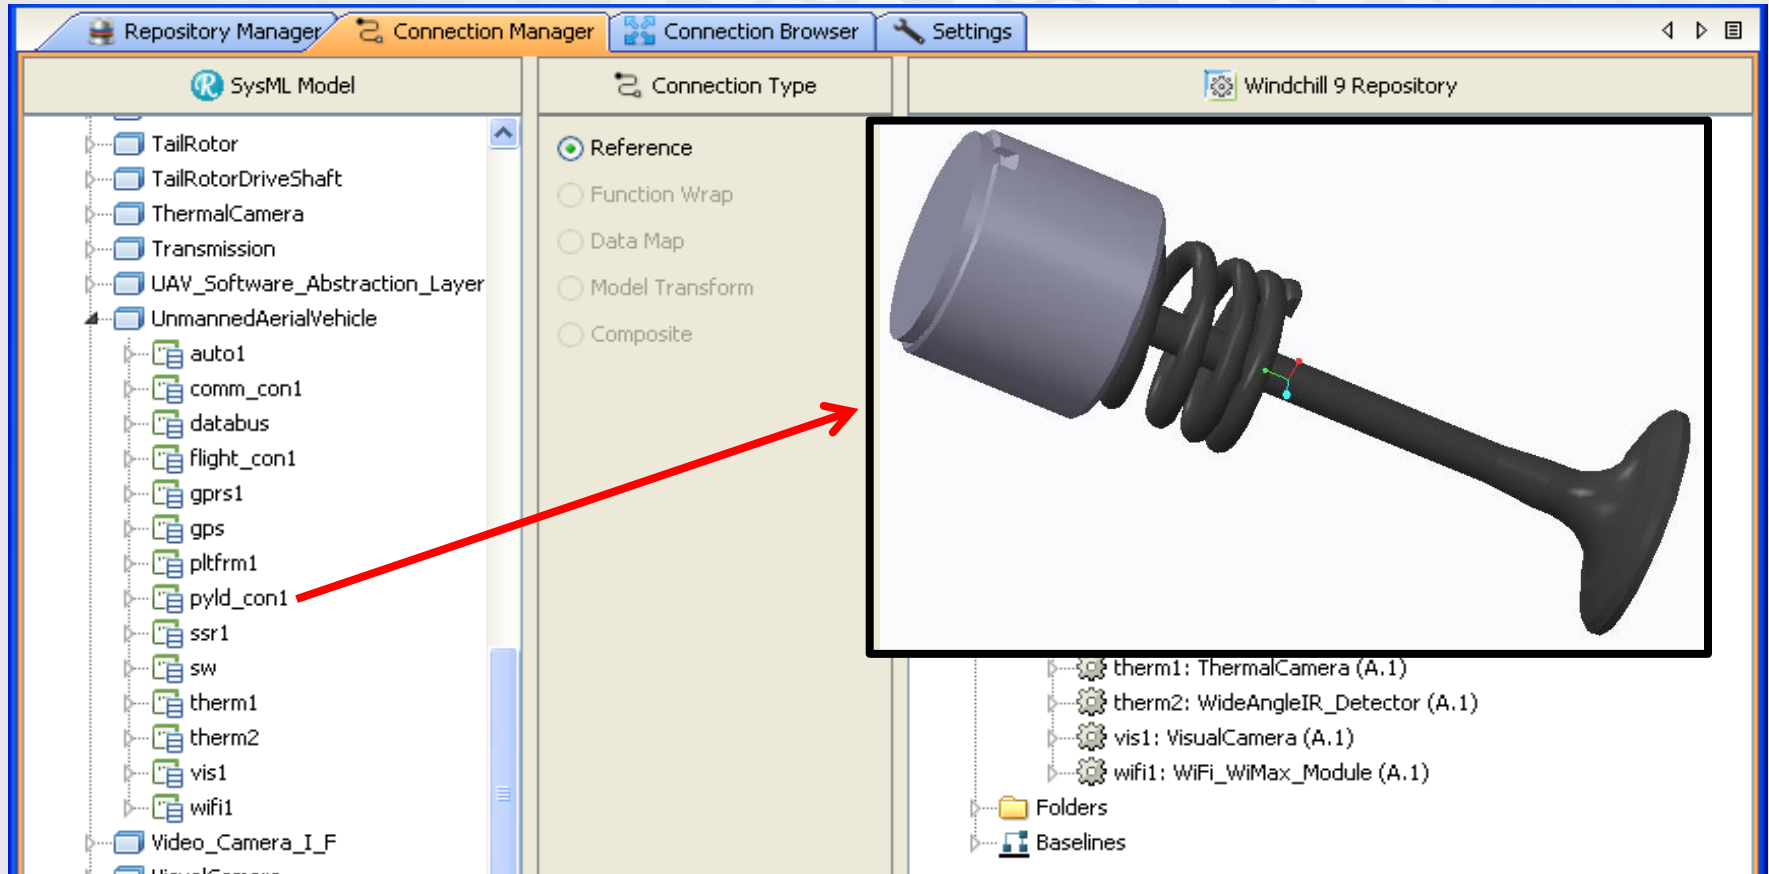 Repository Manager
Connection Manager
Connection Browser
Settings
SysML Model
Connection Type
Windchill 9 Repository
TailRotor
TailRotorDriveShaft
ThermalCamera
Transmission
UAV_Software_Abstraction_Layer
UnmannedAerialVehicle
auto1
comm_con1
databus
flight_con1
gprs1
gps
pltfrm1
pyld_con1
ssr1
sw
therm1
therm2
vis1
wifi1
Video_Camera_I_F
Reference
Function Wrap
Data Map
Model Transform
Composite
therm1: ThermalCamera (A.1)
therm2: WideAngleIR_Detector (A.1)
vis1: VisualCamera (A.1)
wifi1: WiFi_WiMax_Module (A.1)
Folders
Baselines